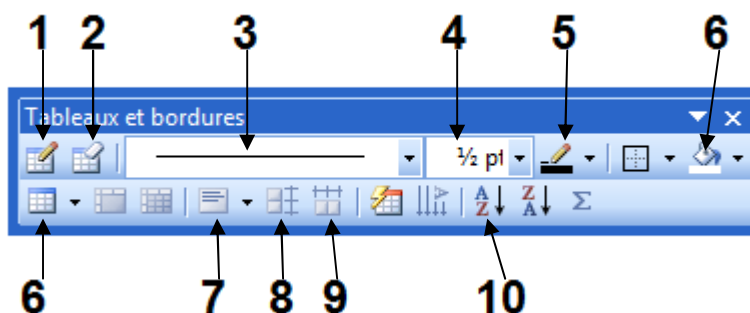 1 2 3 4 5 6
Tableaux et bordures
½ pt
A Z Z A Σ
6 7 8 9 10